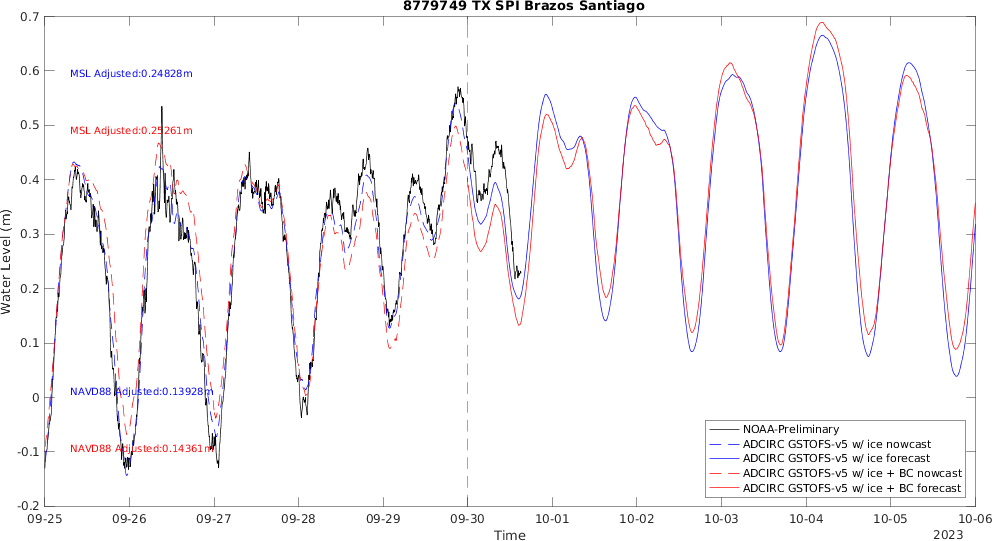 8779749 TX SPI Brazos Santiago
0.7
0.6
0.5
0.4
0.3
0.2
0.1
0
-0.1
-0.2
Water Level (m)
MSL Adjusted:0.24828m
MSL Adjusted:0.25261m
NAVD88 Adjusted:0.13928m
NAVD88 Adjusted:0.14361m
NOAA-Preliminary
ADCIRC GSTOFS-v5 w/ ice nowcast
ADCIRC GSTOFS-v5 w/ ice forecast
ADCIRC GSTOFS-v5 w/ ice + BC nowcast
ADCIRC GSTOFS-v5 w/ ice + BC forecast
09-25 09-26 09-27 09-28 09-29 09-30 10-01 10-02 10-03 10-04 10-05 10-06
Time
2023